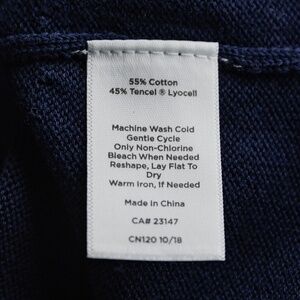 55% Cotton
45% Tencel ® Lyocell
Machine Wash Cold
Gentle Cycle
Only Non-Chlorine
Bleach When Needed
Reshape, Lay Flat To
Dry
Warm Iron, If Needed
Made in China
CA# 23147
CN120 10/18